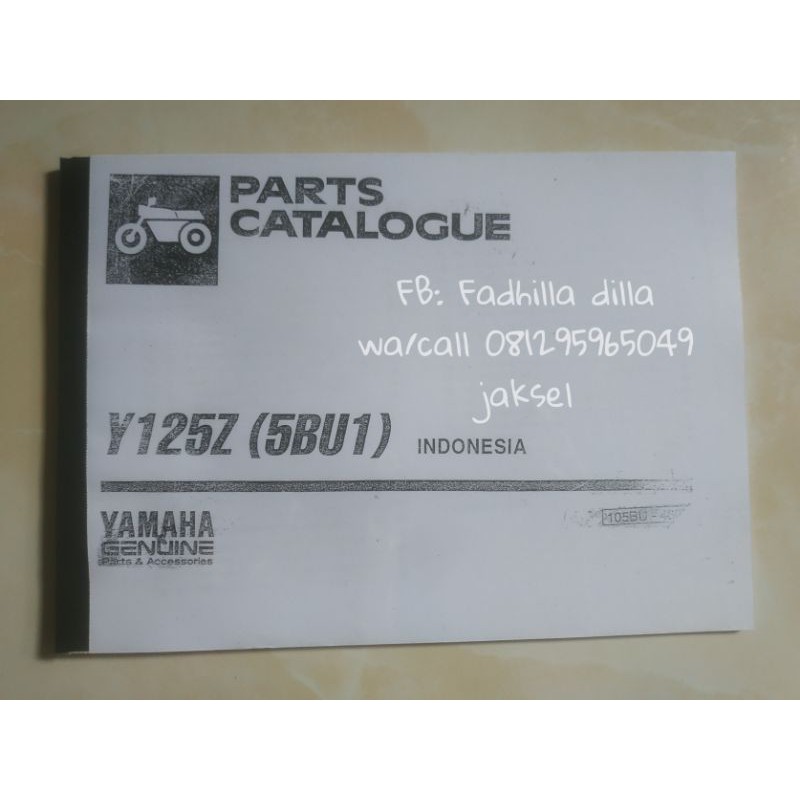 PARTS
CATALOGUE
FB: Fadhilla dilla
wa/call 081295965049
jaksel
Y125Z (5BU1) INDONESIA
YAMAHA
GENUINE
Parts & Accessories